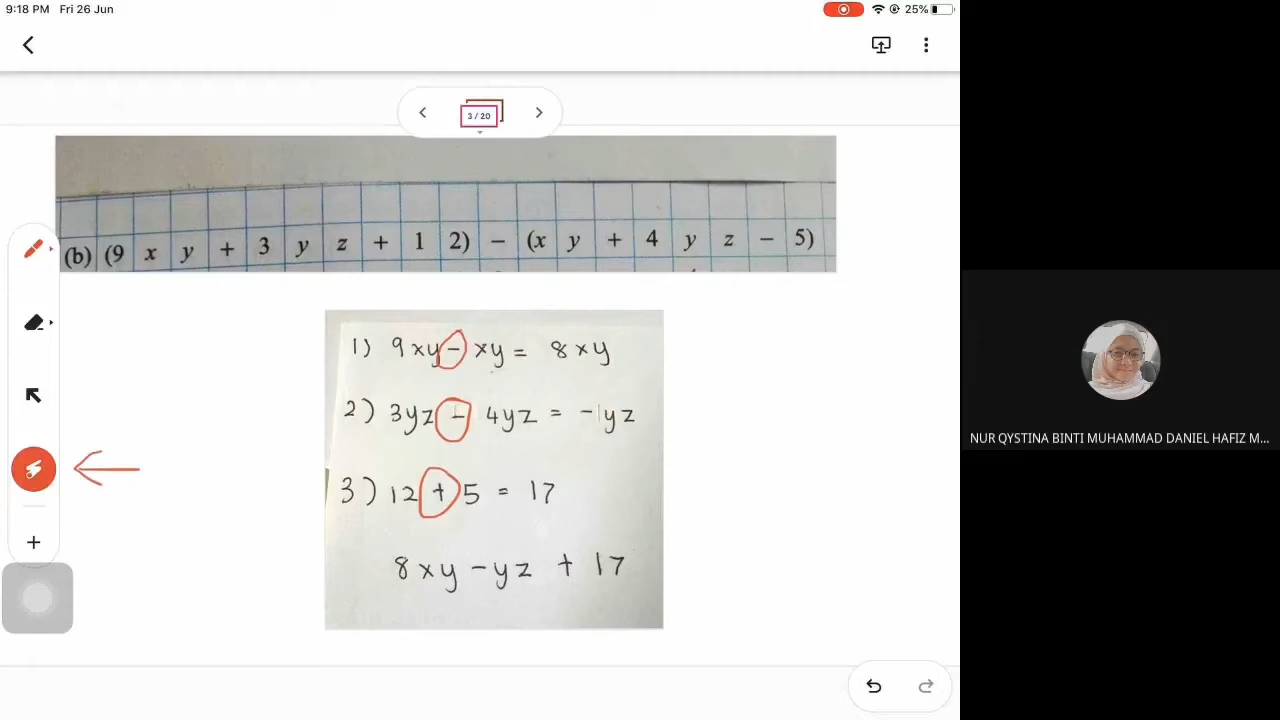 9:18 PM Fri 26 Jun
25%
3 / 20
(b) (9 x y + 3 y z + 1 2) − (x y + 4 y z − 5)
1) 9xy − xy = 8xy
2) 3yz − 4yz = −1yz
3) 12 + 5 = 17
8xy − yz + 17
NUR QYSTINA BINTI MUHAMMAD DANIEL HAFIZ M...